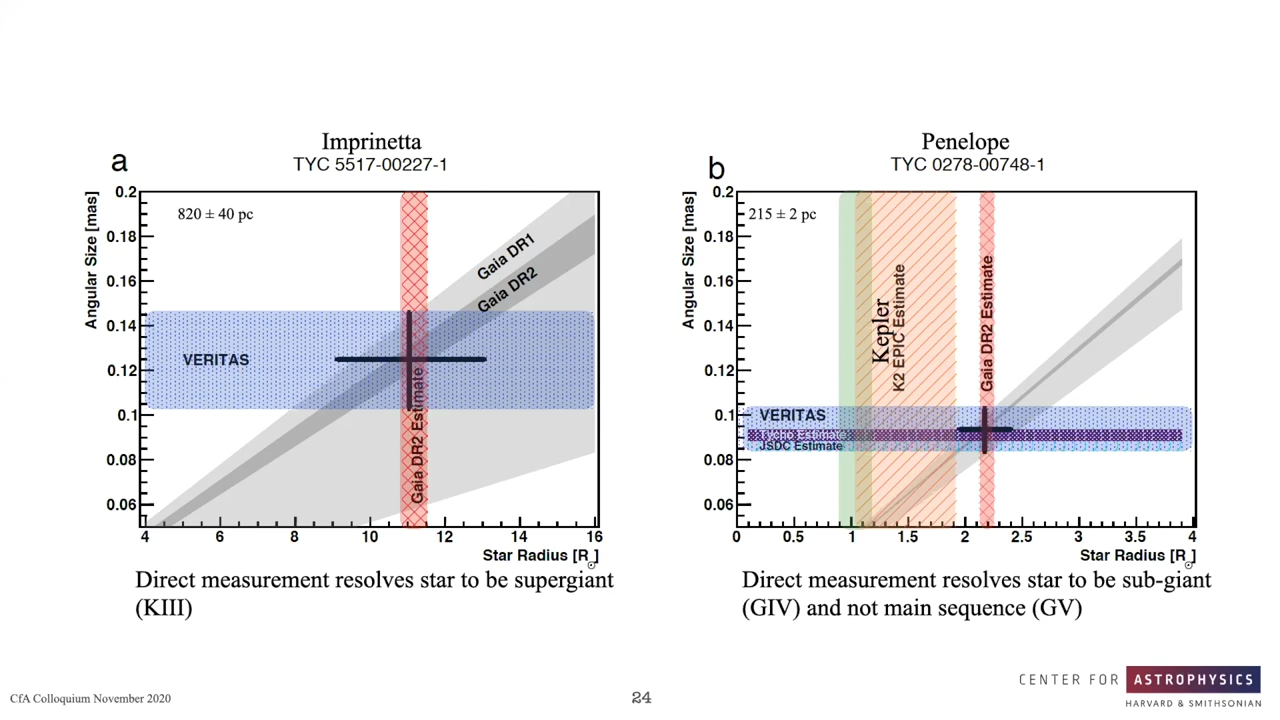 Imprinetta
a
TYC 5517-00227-1
Angular Size [mas]
0.2
0.18
0.16
0.14
0.12
0.1
0.08
0.06
820 ± 40 pc
Gaia DR1
Gaia DR2
VERITAS
Gaia DR2 Estimate
4 6 8 10 12 14 16
Star Radius [R☉]
Direct measurement resolves star to be supergiant
(KIII)
Penelope
b
TYC 0278-00748-1
Angular Size [mas]
0.2
0.18
0.16
0.14
0.12
0.1
0.08
0.06
215 ± 2 pc
Kepler
K2 EPIC Estimate
Gaia DR2 Estimate
VERITAS
Tycho Estimate
JSDC Estimate
0 0.5 1 1.5 2 2.5 3 3.5 4
Star Radius [R☉]
Direct measurement resolves star to be sub-giant
(GIV) and not main sequence (GV)
CfA Colloquium November 2020
24
CENTER FOR ASTROPHYSICS
HARVARD & SMITHSONIAN